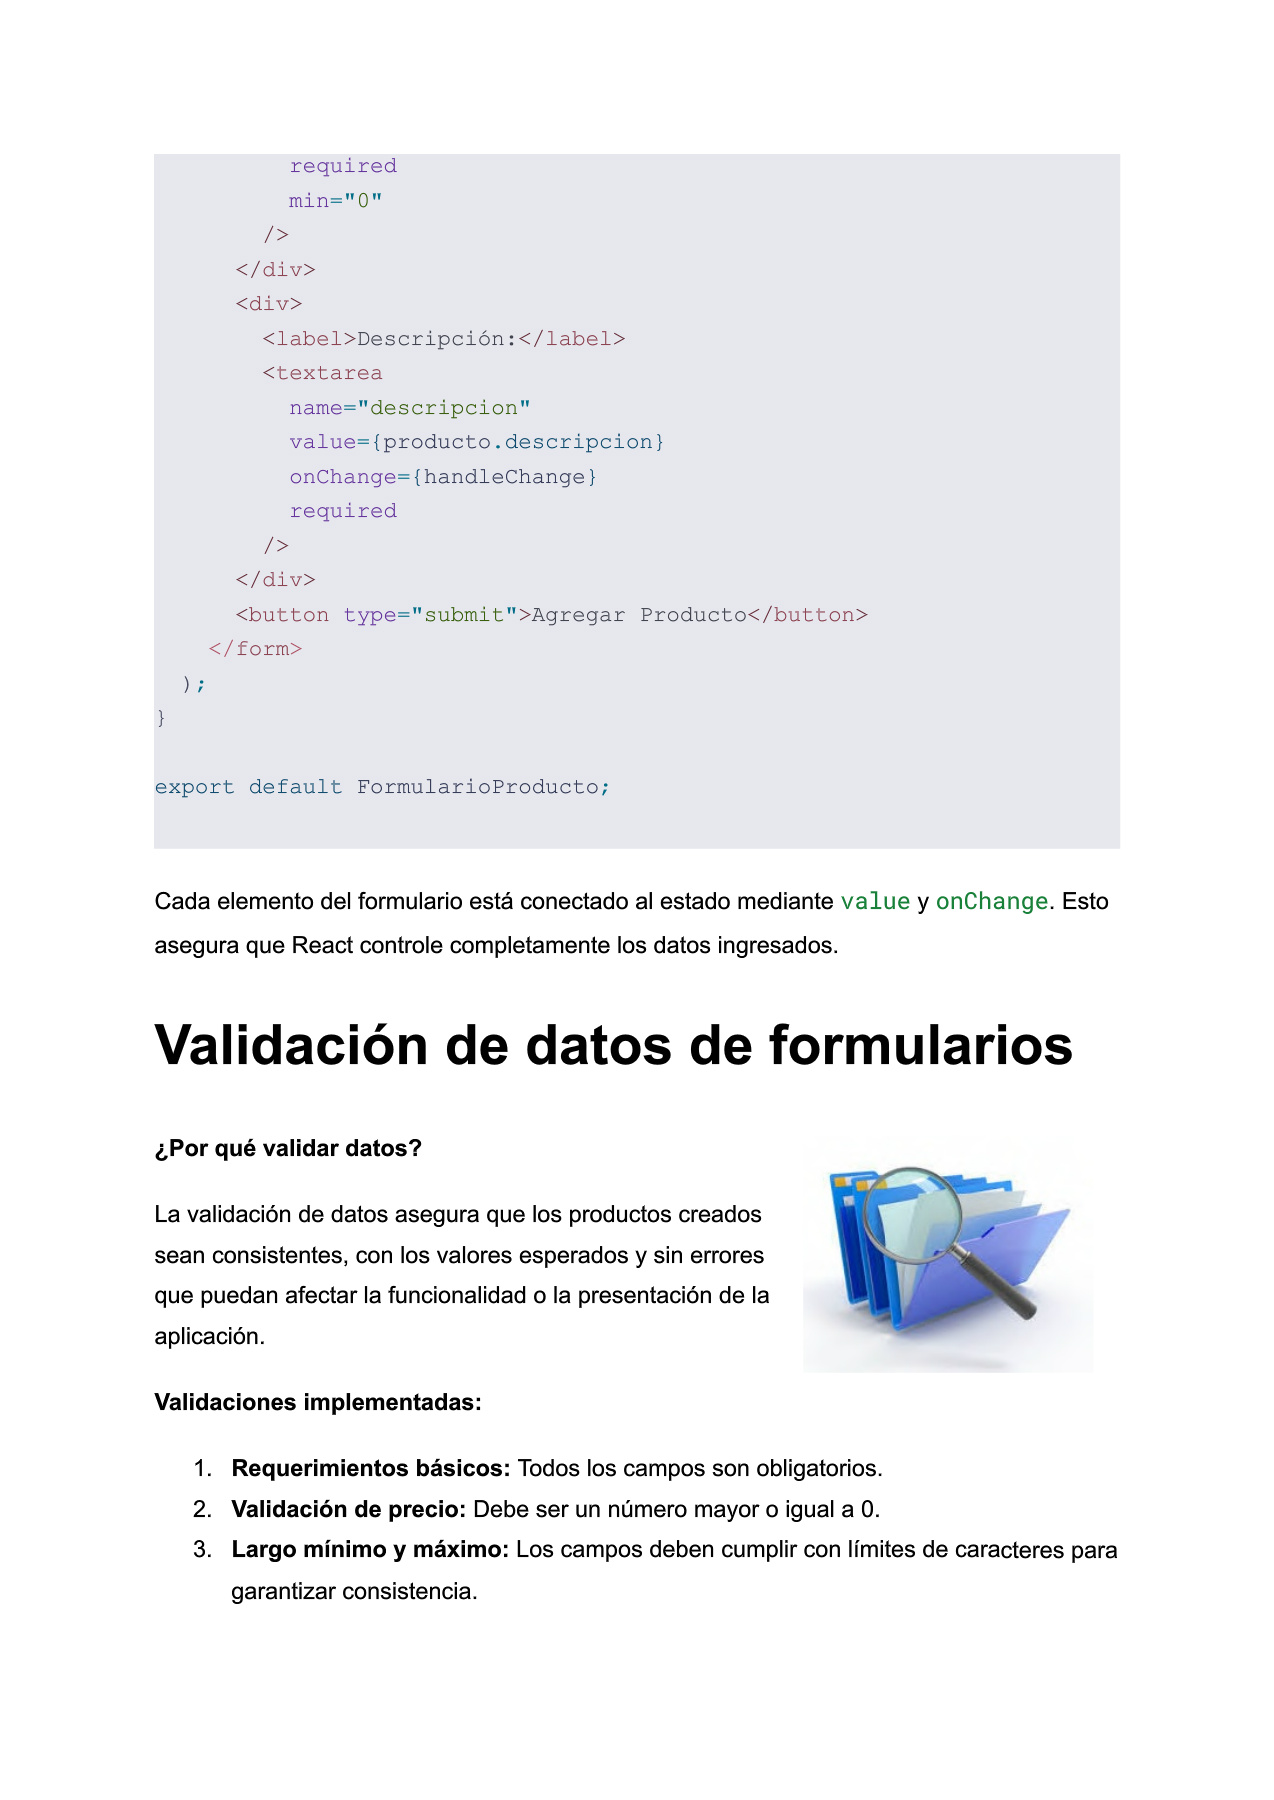 required
min="0"
/>
</div>
<div>
<label>Descripción:</label>
<textarea
name="descripcion"
value={producto.descripcion}
onChange={handleChange}
required
/>
</div>
<button type="submit">Agregar Producto</button>
</form>
);
}
export default FormularioProducto;
Cada elemento del formulario está conectado al estado mediante value y onChange. Esto
asegura que React controle completamente los datos ingresados.
Validación de datos de formularios
¿Por qué validar datos?
La validación de datos asegura que los productos creados
sean consistentes, con los valores esperados y sin errores
que puedan afectar la funcionalidad o la presentación de la
aplicación.
Validaciones implementadas:
1. Requerimientos básicos: Todos los campos son obligatorios.
2. Validación de precio: Debe ser un número mayor o igual a 0.
3. Largo mínimo y máximo: Los campos deben cumplir con límites de caracteres para
garantizar consistencia.